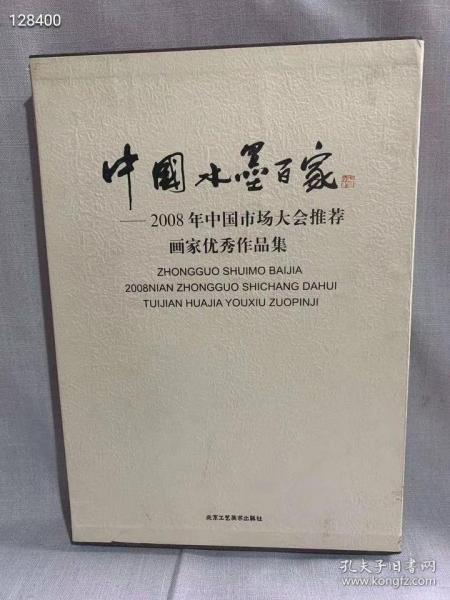 128400
中國水墨百家
——2008年中国市场大会推荐
画家优秀作品集
ZHONGGUO SHUIMO BAIJIA
2008NIAN ZHONGGUO SHICHANG DAHUI
TUIJIAN HUAJIA YOUXIU ZUOPINJI
北京工艺美术出版社
孔夫子旧书网
www.kongfz.com